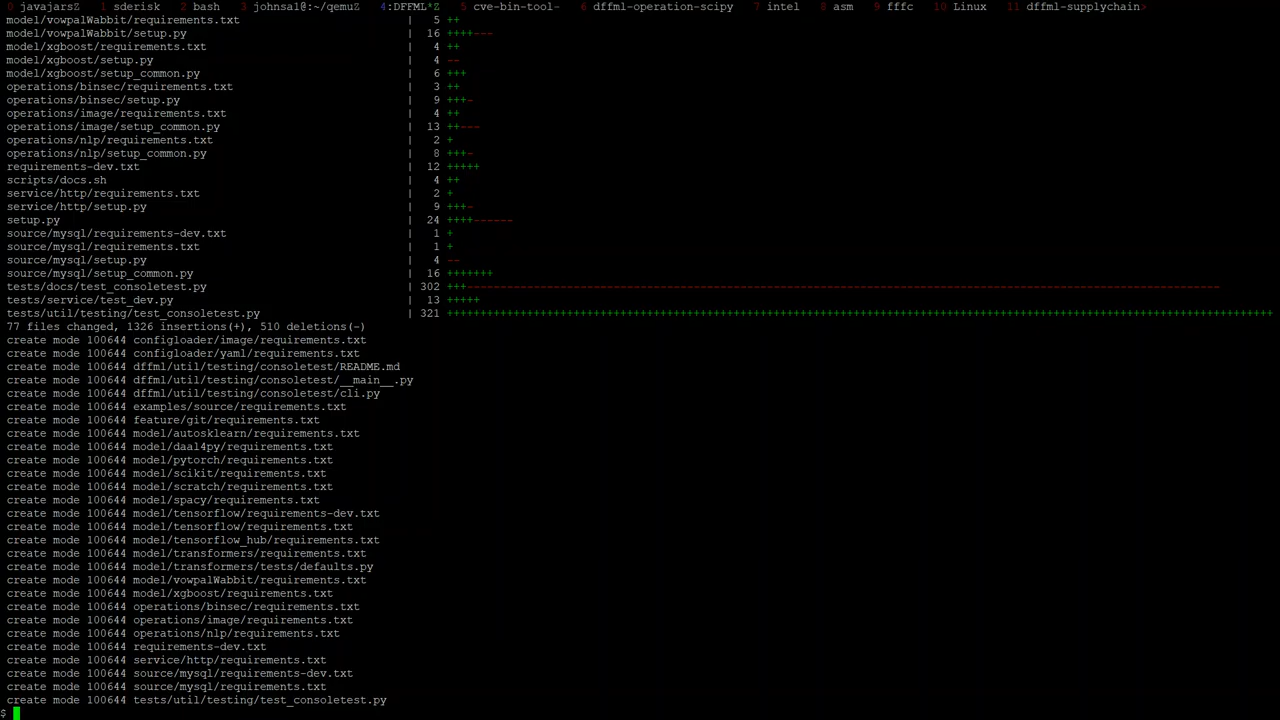 0 javajarsZ  1 sderisk  2 bash  3 johnsal@:~/qemuZ  4:DFFML*Z  5 cve-bin-tool-  6 dffml-operation-scipy  7 intel  8 asm  9 fffc  10 Linux  11 dffml-supplychain>
model/vowpalWabbit/requirements.txt | 5 ++
model/vowpalWabbit/setup.py | 16 ++++---
model/xgboost/requirements.txt | 4 ++
model/xgboost/setup.py | 4 --
model/xgboost/setup_common.py | 6 +++
operations/binsec/requirements.txt | 3 ++
operations/binsec/setup.py | 9 +++-
operations/image/requirements.txt | 4 ++
operations/image/setup_common.py | 13 ++---
operations/nlp/requirements.txt | 2 +
operations/nlp/setup_common.py | 8 +++-
requirements-dev.txt | 12 +++++
scripts/docs.sh | 4 ++
service/http/requirements.txt | 2 +
service/http/setup.py | 9 +++-
setup.py | 24 ++++------
source/mysql/requirements-dev.txt | 1 +
source/mysql/requirements.txt | 1 +
source/mysql/setup.py | 4 --
source/mysql/setup_common.py | 16 +++++++
tests/docs/test_consoletest.py | 302 +++-----------------------------------------------------------------------------------------------------------------
tests/service/test_dev.py | 13 +++++
tests/util/testing/test_consoletest.py | 321 ++++++++++++++++++++++++++++++++++++++++++++++++++++++++++++++++++++++++++++++++++++++++++++++++++++++++++++++++++++++++++++
77 files changed, 1326 insertions(+), 510 deletions(-)
create mode 100644 configloader/image/requirements.txt
create mode 100644 configloader/yaml/requirements.txt
create mode 100644 dffml/util/testing/consoletest/README.md
create mode 100644 dffml/util/testing/consoletest/__main__.py
create mode 100644 dffml/util/testing/consoletest/cli.py
create mode 100644 examples/source/requirements.txt
create mode 100644 feature/git/requirements.txt
create mode 100644 model/autosklearn/requirements.txt
create mode 100644 model/daal4py/requirements.txt
create mode 100644 model/pytorch/requirements.txt
create mode 100644 model/scikit/requirements.txt
create mode 100644 model/scratch/requirements.txt
create mode 100644 model/spacy/requirements.txt
create mode 100644 model/tensorflow/requirements-dev.txt
create mode 100644 model/tensorflow/requirements.txt
create mode 100644 model/tensorflow_hub/requirements.txt
create mode 100644 model/transformers/requirements.txt
create mode 100644 model/transformers/tests/defaults.py
create mode 100644 model/vowpalWabbit/requirements.txt
create mode 100644 model/xgboost/requirements.txt
create mode 100644 operations/binsec/requirements.txt
create mode 100644 operations/image/requirements.txt
create mode 100644 operations/nlp/requirements.txt
create mode 100644 requirements-dev.txt
create mode 100644 service/http/requirements.txt
create mode 100644 source/mysql/requirements-dev.txt
create mode 100644 source/mysql/requirements.txt
create mode 100644 tests/util/testing/test_consoletest.py
$